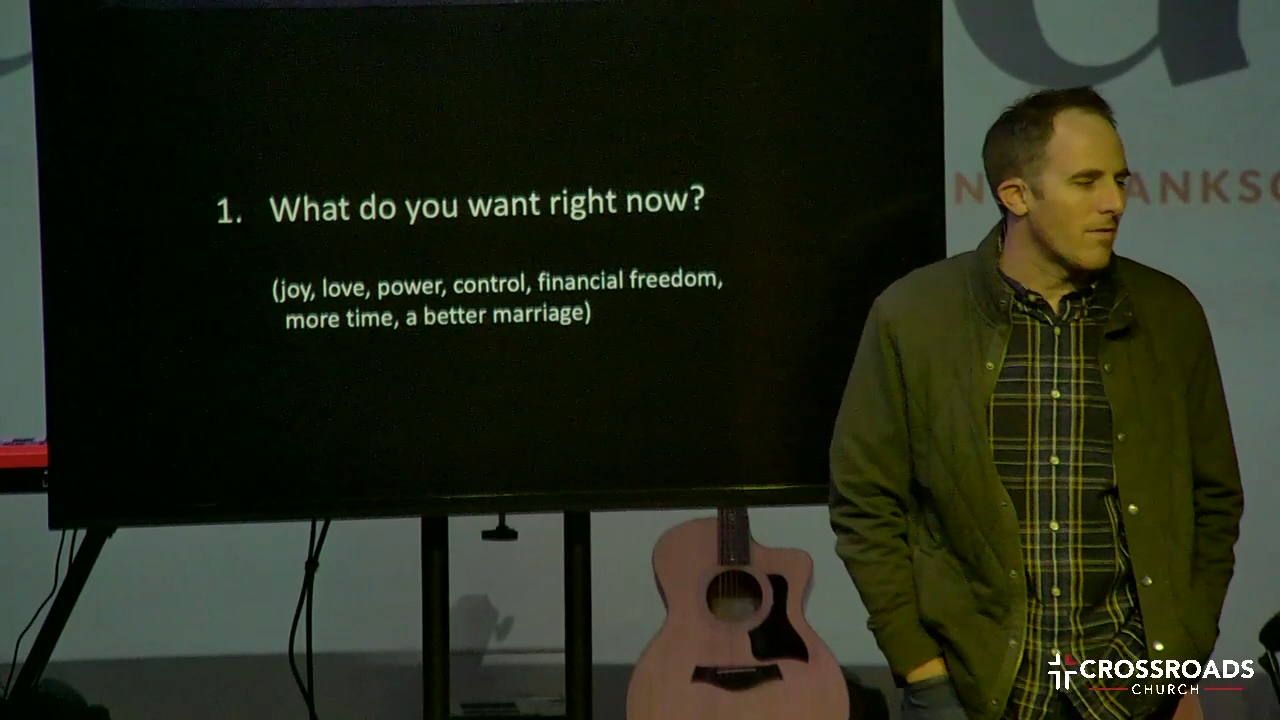 1. What do you want right now?
(joy, love, power, control, financial freedom,
more time, a better marriage)
CROSSROADS
CHURCH